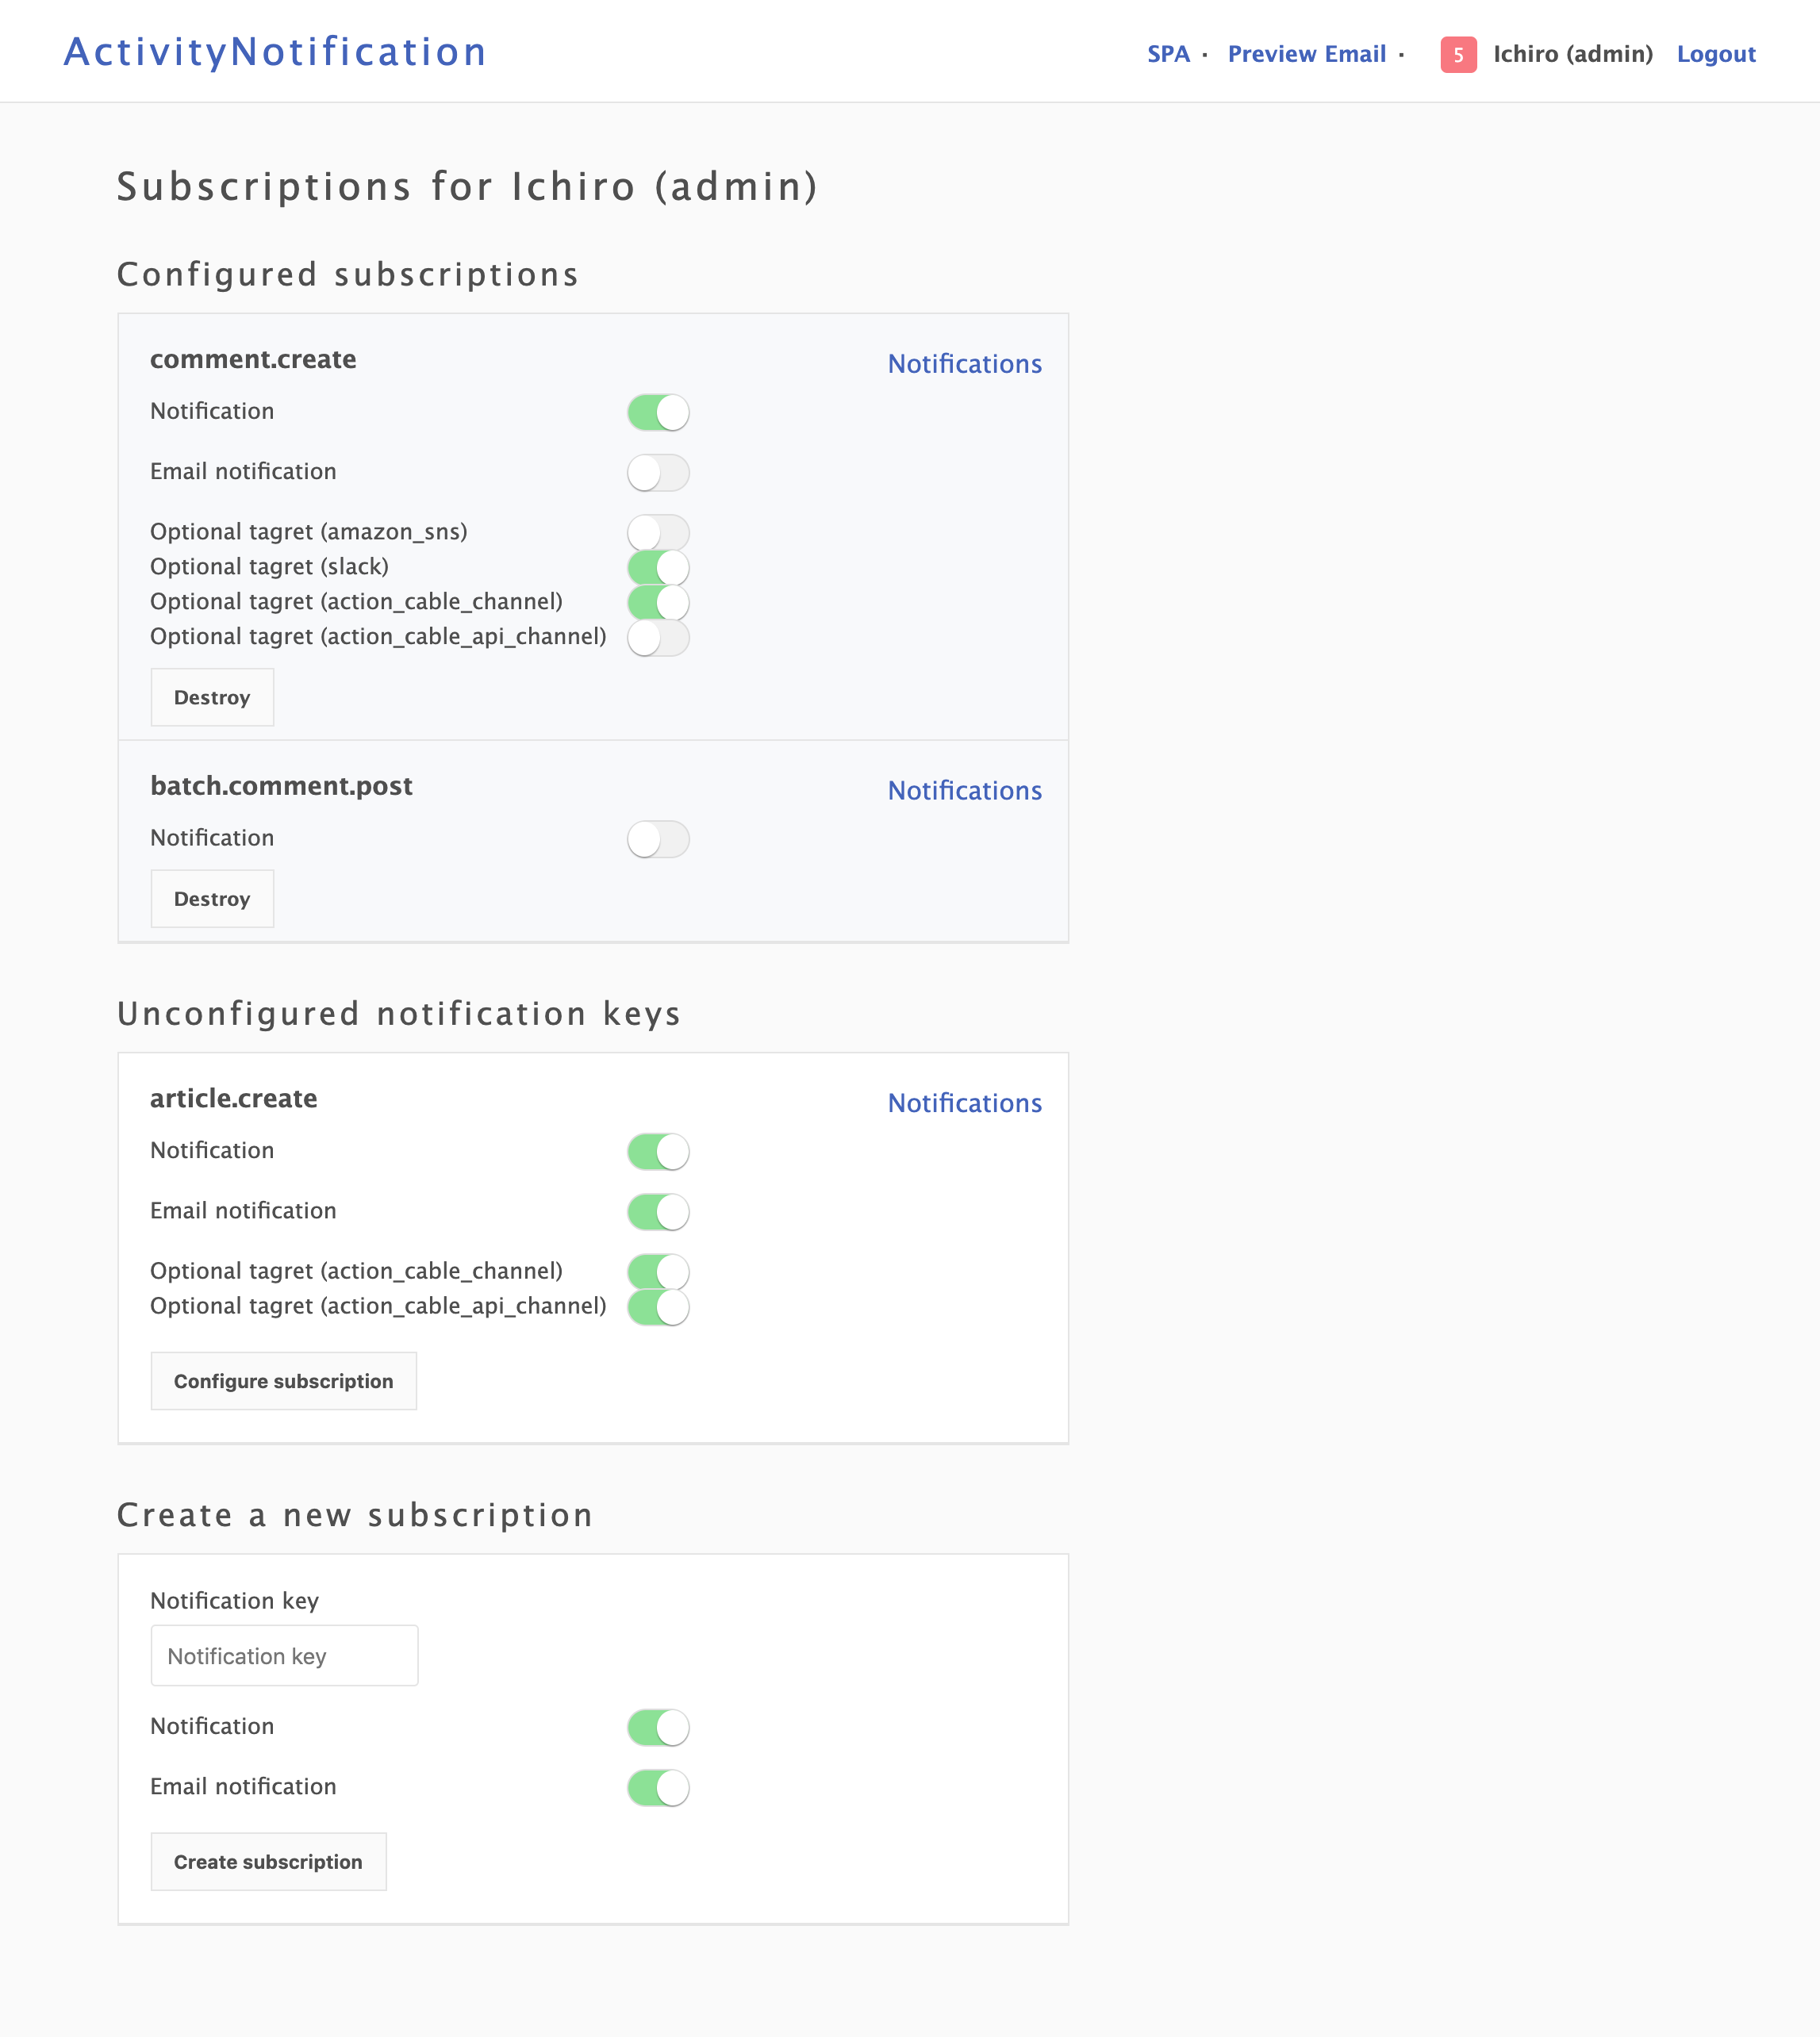 ActivityNotification
SPA · Preview Email · 5 Ichiro (admin) Logout
Subscriptions for Ichiro (admin)
Configured subscriptions
comment.create Notifications
Notification
Email notification
Optional tagret (amazon_sns)
Optional tagret (slack)
Optional tagret (action_cable_channel)
Optional tagret (action_cable_api_channel)
Destroy
batch.comment.post Notifications
Notification
Destroy
Unconfigured notification keys
article.create Notifications
Notification
Email notification
Optional tagret (action_cable_channel)
Optional tagret (action_cable_api_channel)
Configure subscription
Create a new subscription
Notification key
Notification key
Notification
Email notification
Create subscription